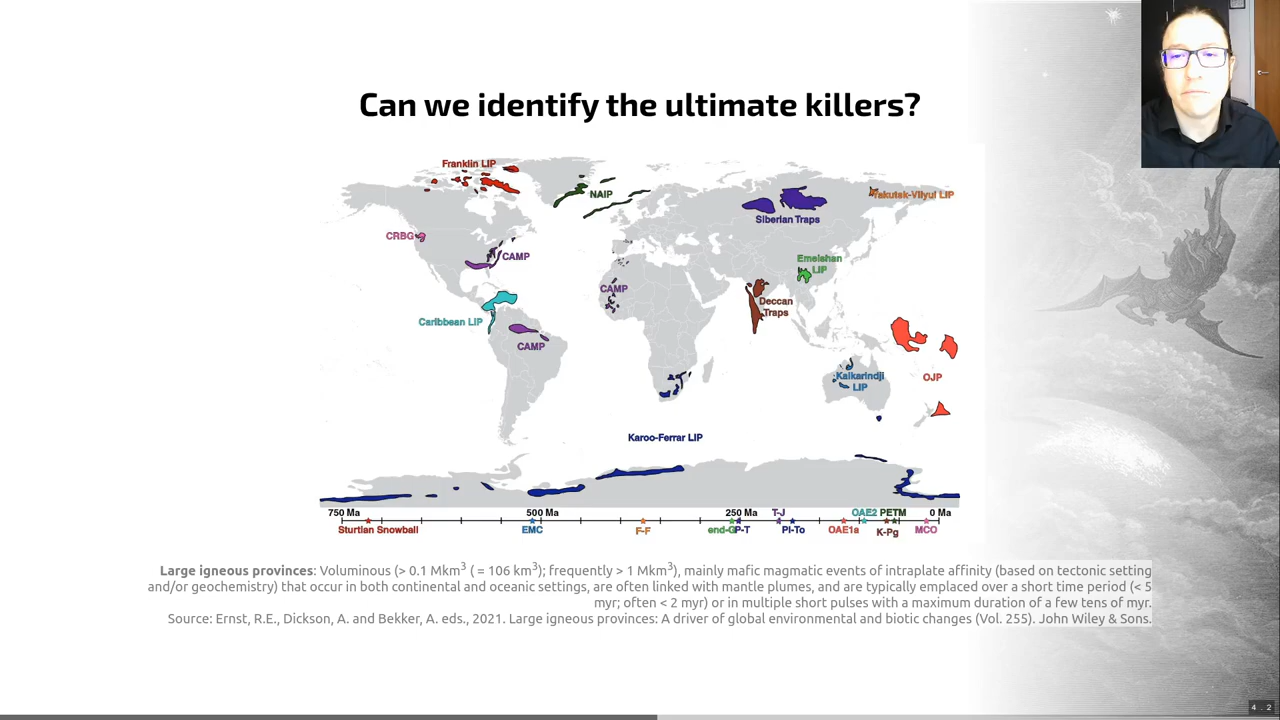 Can we identify the ultimate killers?
Franklin LIP
NAIP
Yakutsk-Vilyui LIP
Siberian Traps
CRBG
CAMP
Emeishan
LIP
CAMP
Deccan
Traps
Caribbean LIP
CAMP
Kalkarindji
LIP
OJP
Karoo-Ferrar LIP
750 Ma 500 Ma 250 Ma T-J OAE2 PETM 0 Ma
Sturtian Snowball EMC F-F end-G P-T Pl-To OAE1a K-Pg MCO
Large igneous provinces: Voluminous (> 0.1 Mkm3 ( = 106 km3); frequently > 1 Mkm3), mainly mafic magmatic events of intraplate affinity (based on tectonic setting
and/or geochemistry) that occur in both continental and oceanic settings, are often linked with mantle plumes, and are typically emplaced over a short time period (< 5
myr; often < 2 myr) or in multiple short pulses with a maximum duration of a few tens of myr.
Source: Ernst, R.E., Dickson, A. and Bekker, A. eds., 2021. Large igneous provinces: A driver of global environmental and biotic changes (Vol. 255). John Wiley & Sons.
4 . 2